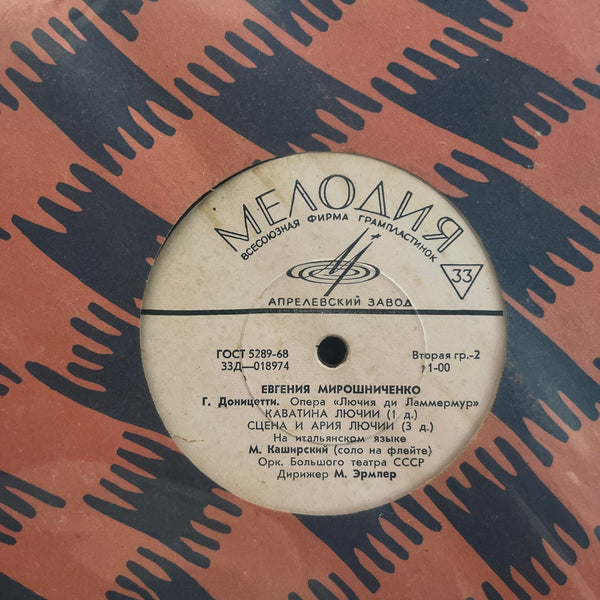 МЕЛОДИЯ
ВСЕСОЮЗНАЯ ФИРМА ГРАМПЛАСТИНОК
33
АПРЕЛЕВСКИЙ ЗАВОД
ГОСТ 5289-68 Вторая гр.-2
33Д—018974 1-00
ЕВГЕНИЯ МИРОШНИЧЕНКО
Г. Доницетти. Опера «Лючия ди Ламмермур»
КАВАТИНА ЛЮЧИИ (1 д.)
СЦЕНА И АРИЯ ЛЮЧИИ (3 д.)
На итальянском языке
М. Каширский (соло на флейте)
Орк. Большого театра СССР
Дирижер М. Эрмлер